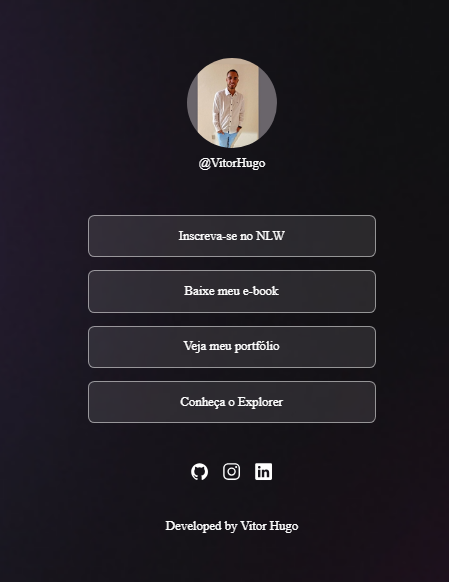 @VitorHugo
Inscreva-se no NLW
Baixe meu e-book
Veja meu portfólio
Conheça o Explorer
Developed by Vitor Hugo